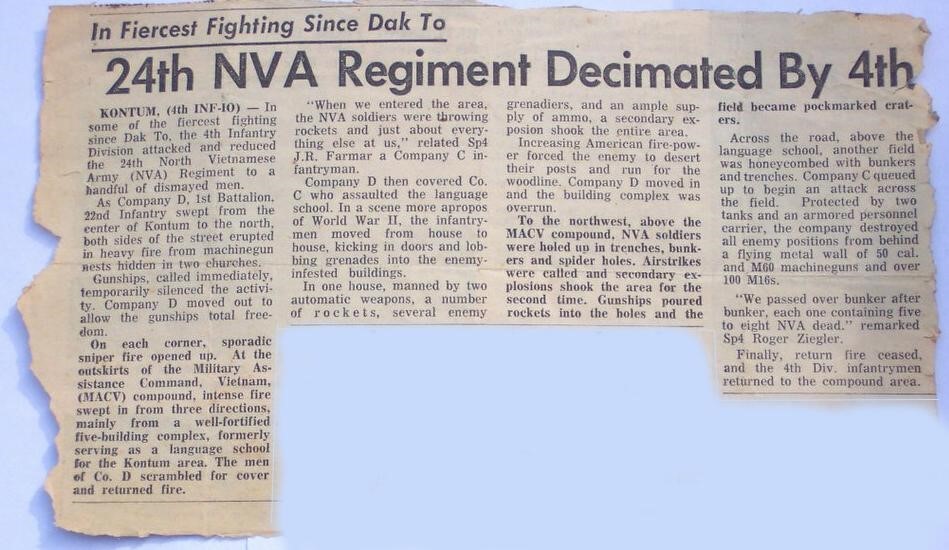 In Fiercest Fighting Since Dak To
24th NVA Regiment Decimated By 4th
KONTUM, (4th INF-IO) — In
some of the fiercest fighting
since Dak To, the 4th Infantry
Division attacked and reduced
the 24th North Vietnamese
Army (NVA) Regiment to a
handful of dismayed men.
As Company D, 1st Battalion,
22nd Infantry swept from the
center of Kontum to the north,
both sides of the street erupted
in heavy fire from machinegun
nests hidden in two churches.
Gunships, called immediately,
temporarily silenced the activi-
ty. Company D moved out to
allow the gunships total free-
dom.
On each corner, sporadic
sniper fire opened up. At the
outskirts of the Military As-
sistance Command, Vietnam,
(MACV) compound, intense fire
swept in from three directions,
mainly from a well-fortified
five-building complex, formerly
serving as a language school
for the Kontum area. The men
of Co. D scrambled for cover
and returned fire.
"When we entered the area,
the NVA soldiers were throwing
rockets and just about every-
thing else at us," related Sp4
J.R. Farmar a Company C in-
fantryman.
Company D then covered Co.
C who assaulted the language
school. In a scene more apropos
of World War II, the infantry-
men moved from house to
house, kicking in doors and lob-
bing grenades into the enemy-
infested buildings.
In one house, manned by two
automatic weapons, a number
of rockets, several enemy
grenadiers, and an ample sup-
ply of ammo, a secondary ex-
posion shook the entire area.
Increasing American fire-pow-
er forced the enemy to desert
their posts and run for the
woodline. Company D moved in
and the building complex was
overrun.
To the northwest, above the
MACV compound, NVA soldiers
were holed up in trenches, bunk-
ers and spider holes. Airstrikes
were called and secondary ex-
plosions shook the area for the
second time. Gunships poured
rockets into the holes and the
field became pockmarked crat-
ers.
Across the road, above the
language school, another field
was honeycombed with bunkers
and trenches. Company C queued
up to begin an attack across
the field. Protected by two
tanks and an armored personnel
carrier, the company destroyed
all enemy positions from behind
a flying metal wall of 50 cal.
and M60 machineguns and over
100 M16s.
"We passed over bunker after
bunker, each one containing five
to eight NVA dead." remarked
Sp4 Roger Ziegler.
Finally, return fire ceased,
and the 4th Div. infantrymen
returned to the compound area.